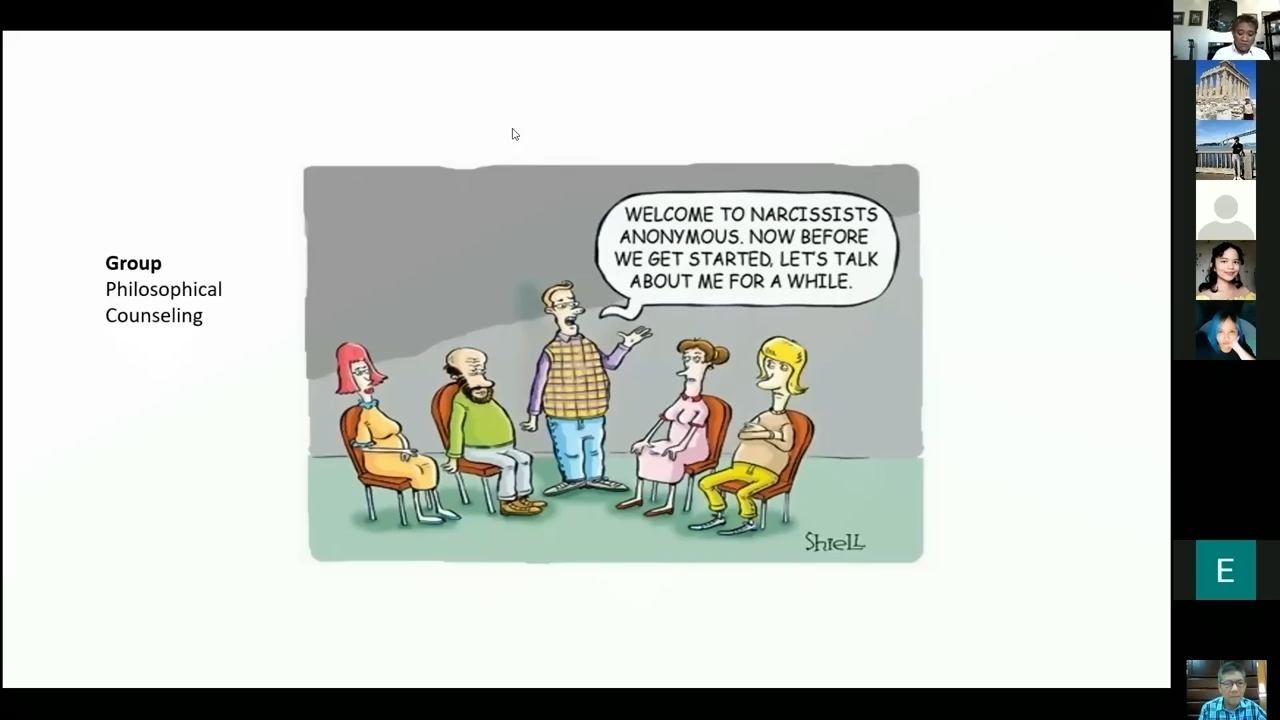 Group
Philosophical
Counseling
WELCOME TO NARCISSISTS
ANONYMOUS. NOW BEFORE
WE GET STARTED, LET'S TALK
ABOUT ME FOR A WHILE.
ShieLL
E